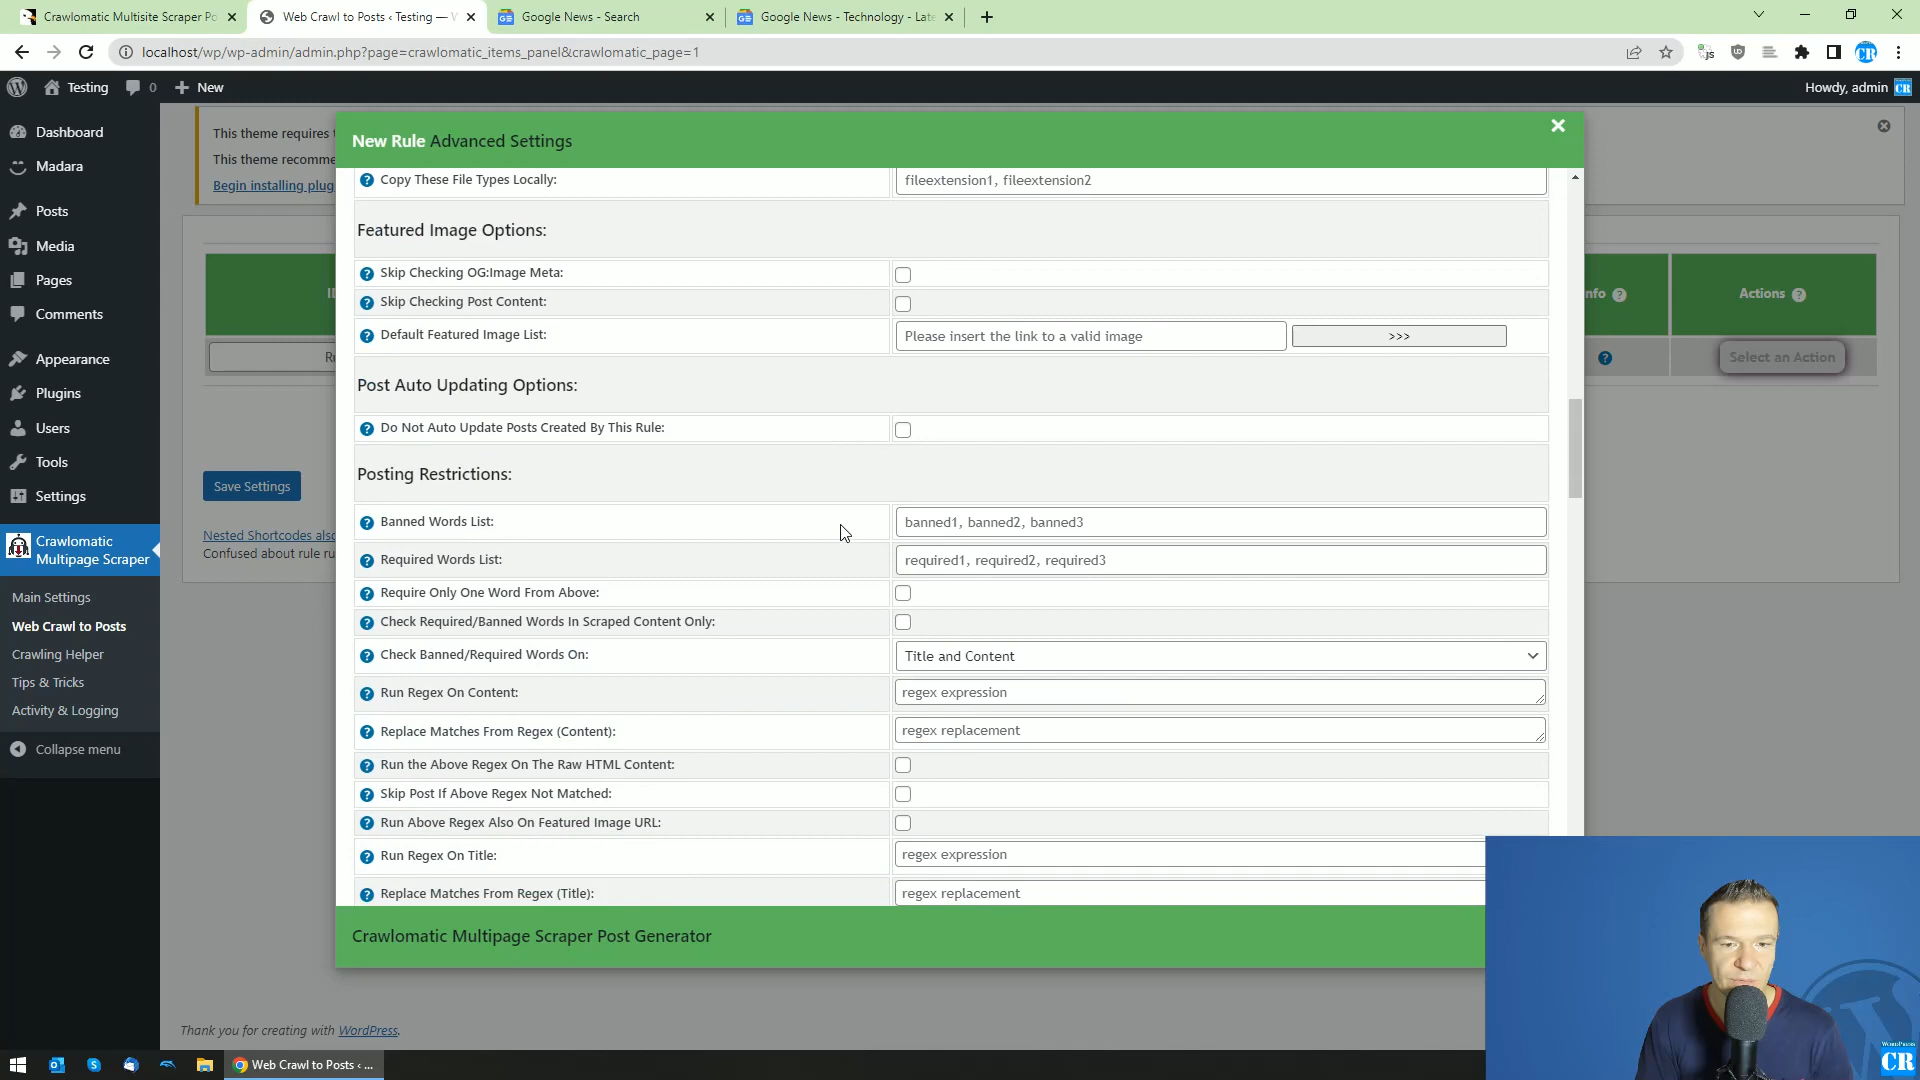 Crawlomatic Multisite Scraper Po
Web Crawl to Posts ‹ Testing — W
Google News - Search
Google News - Technology - Late
localhost/wp/wp-admin/admin.php?page=crawlomatic_items_panel&crawlomatic_page=1
Testing
0
New
Howdy, admin
Dashboard
Madara
Posts
Media
Pages
Comments
Appearance
Plugins
Users
Tools
Settings
Crawlomatic
Multipage Scraper
Main Settings
Web Crawl to Posts
Crawling Helper
Tips & Tricks
Activity & Logging
Collapse menu
This theme requires
This theme recomme
Begin installing plug
Save Settings
Nested Shortcodes also
Confused about rule ru
nfo
Actions
Select an Action
New Rule Advanced Settings
Copy These File Types Locally:
fileextension1, fileextension2
Featured Image Options:
Skip Checking OG:Image Meta:
Skip Checking Post Content:
Default Featured Image List:
Please insert the link to a valid image
>>>
Post Auto Updating Options:
Do Not Auto Update Posts Created By This Rule:
Posting Restrictions:
Banned Words List:
banned1, banned2, banned3
Required Words List:
required1, required2, required3
Require Only One Word From Above:
Check Required/Banned Words In Scraped Content Only:
Check Banned/Required Words On:
Title and Content
Run Regex On Content:
regex expression
Replace Matches From Regex (Content):
regex replacement
Run the Above Regex On The Raw HTML Content:
Skip Post If Above Regex Not Matched:
Run Above Regex Also On Featured Image URL:
Run Regex On Title:
regex expression
Replace Matches From Regex (Title):
regex replacement
Crawlomatic Multipage Scraper Post Generator
Thank you for creating with WordPress.
Web Crawl to Posts ‹ ...
WORDPRESS
CR